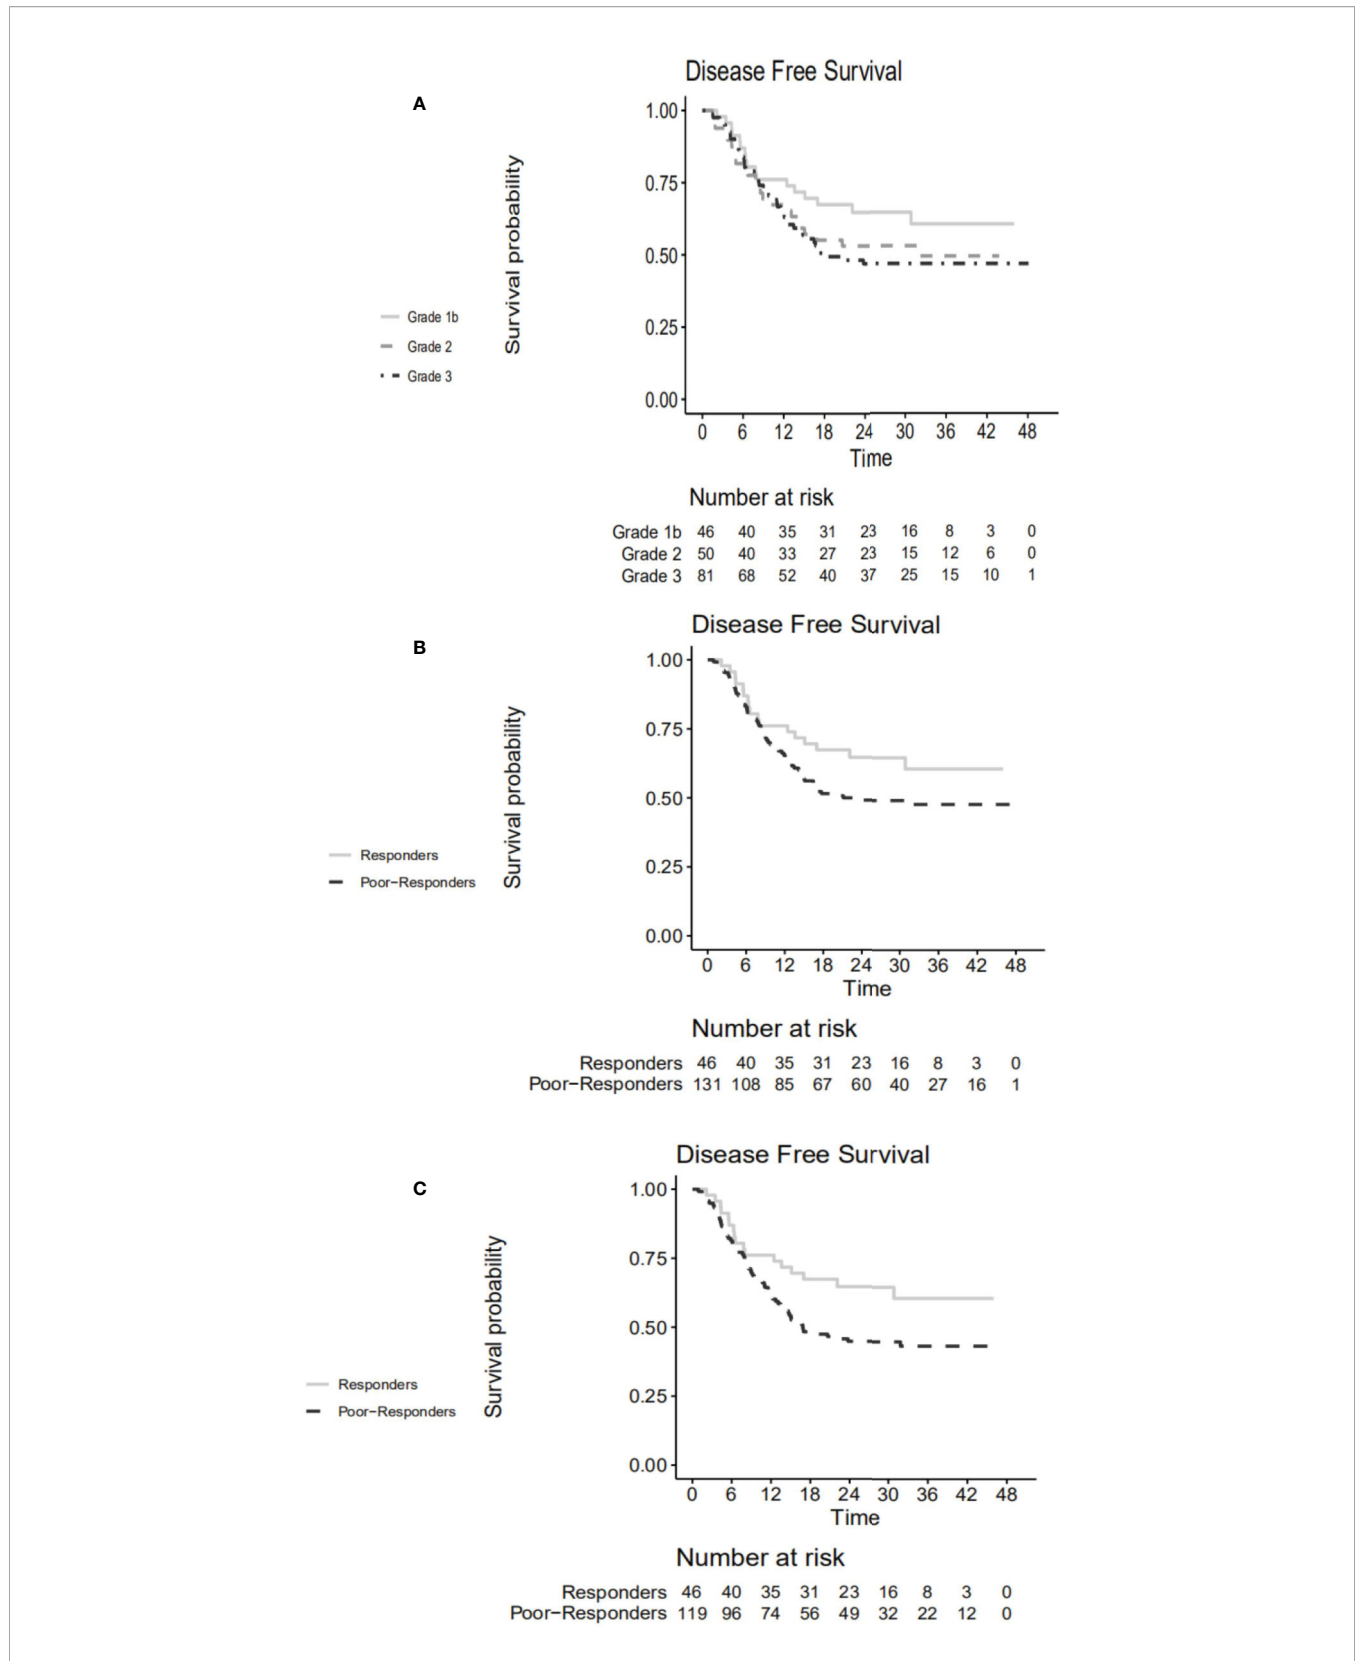 Disease Free Survival
A
Survival probability
1.00
0.75
0.50
0.25
0.00
Grade 1b
Grade 2
Grade 3
0 6 12 18 24 30 36 42 48
Time
Number at risk
Grade 1b 46 40 35 31 23 16 8 3 0
Grade 2 50 40 33 27 23 15 12 6 0
Grade 3 81 68 52 40 37 25 15 10 1
Disease Free Survival
B
Survival probability
1.00
0.75
0.50
0.25
0.00
Responders
Poor−Responders
0 6 12 18 24 30 36 42 48
Time
Number at risk
Responders 46 40 35 31 23 16 8 3 0
Poor−Responders 131 108 85 67 60 40 27 16 1
Disease Free Survival
C
Survival probability
1.00
0.75
0.50
0.25
0.00
Responders
Poor−Responders
0 6 12 18 24 30 36 42 48
Time
Number at risk
Responders 46 40 35 31 23 16 8 3 0
Poor−Responders 119 96 74 56 49 32 22 12 0